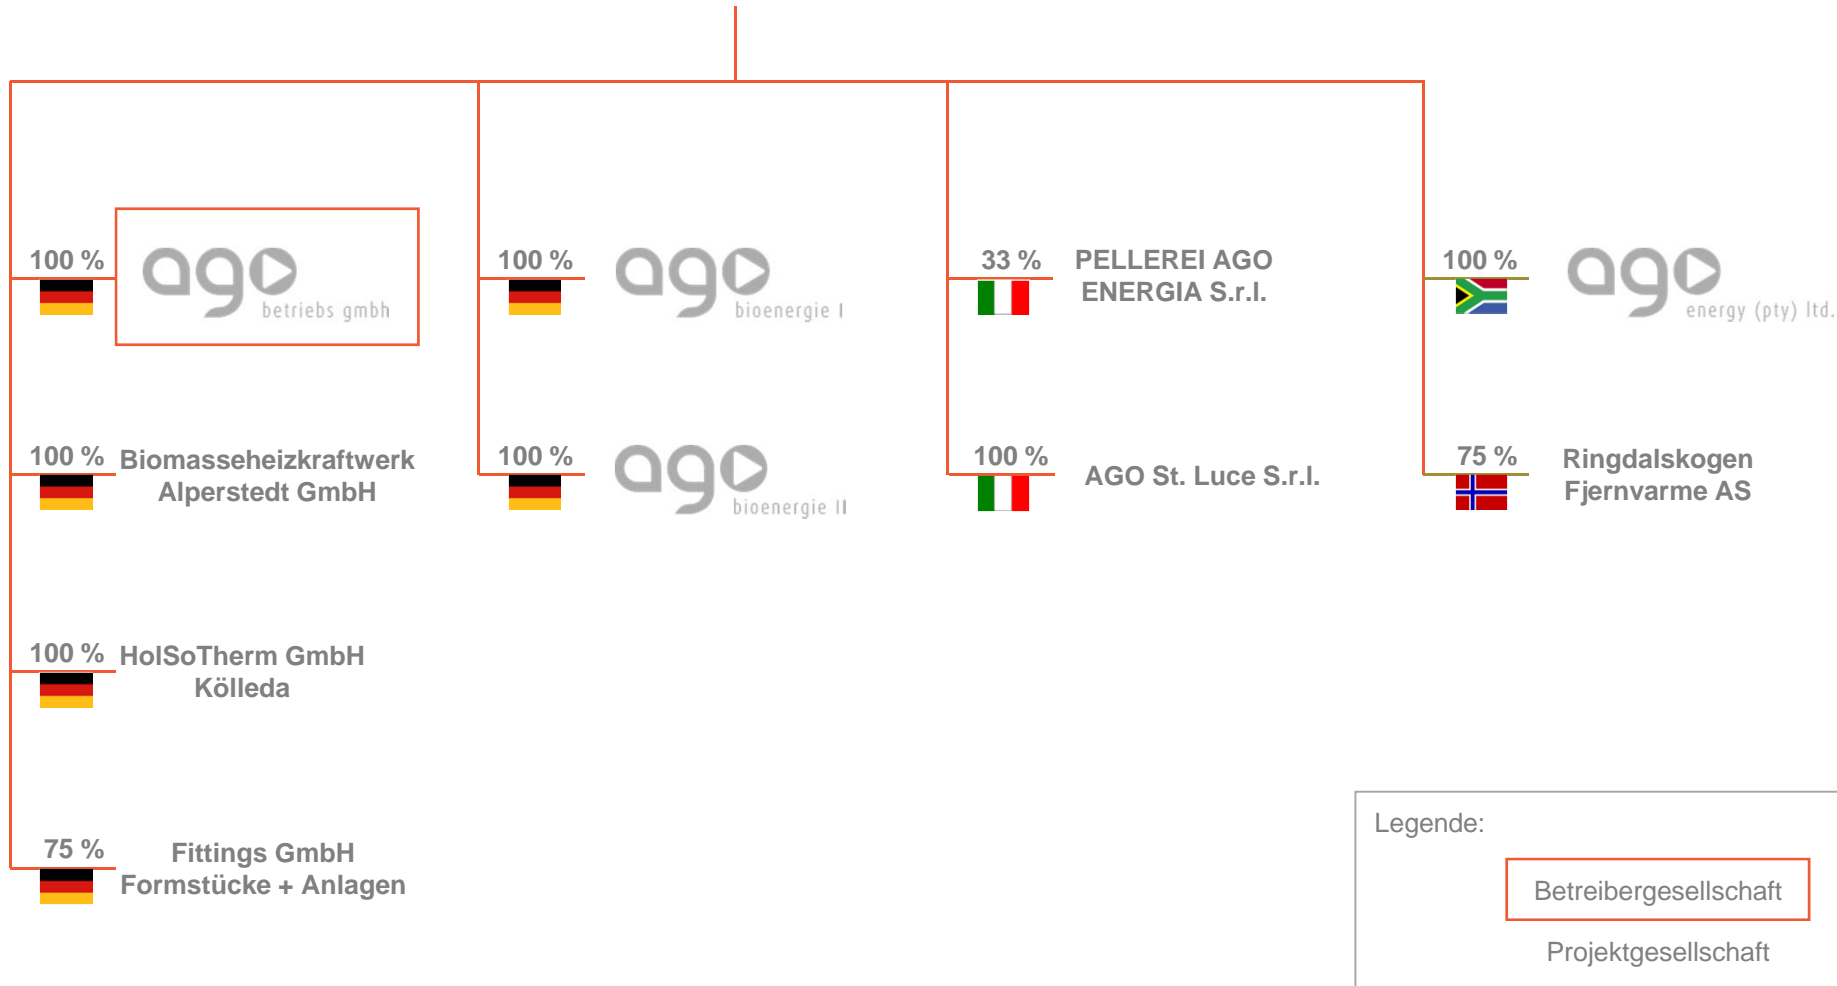 100 %
ago
betriebs gmbh
100 %
ago
bioenergie I
33 %
PELLEREI AGO
ENERGIA S.r.l.
100 %
ago
energy (pty) ltd.
100 %
Biomasseheizkraftwerk
Alperstedt GmbH
100 %
ago
bioenergie II
100 %
AGO St. Luce S.r.l.
75 %
Ringdalskogen
Fjernvarme AS
100 %
HolSoTherm GmbH
Kölleda
75 %
Fittings GmbH
Formstücke + Anlagen
Legende:
Betreibergesellschaft
Projektgesellschaft